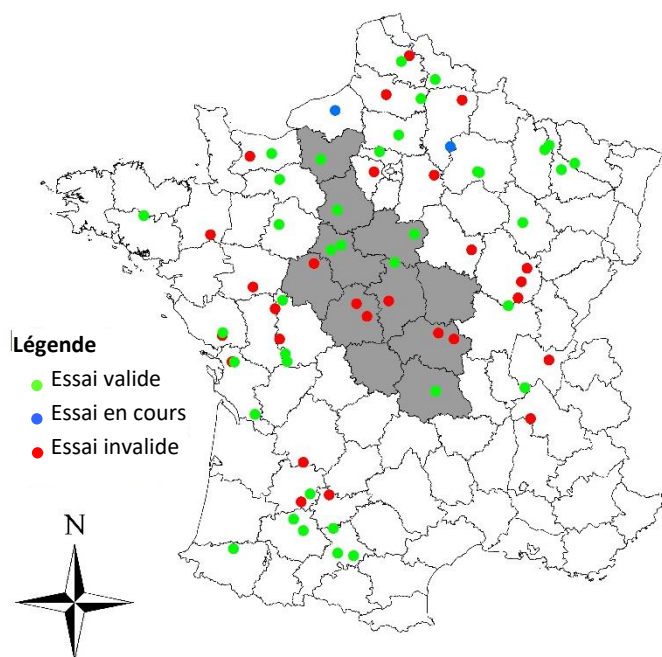 Légende
Essai valide
Essai en cours
Essai invalide
N